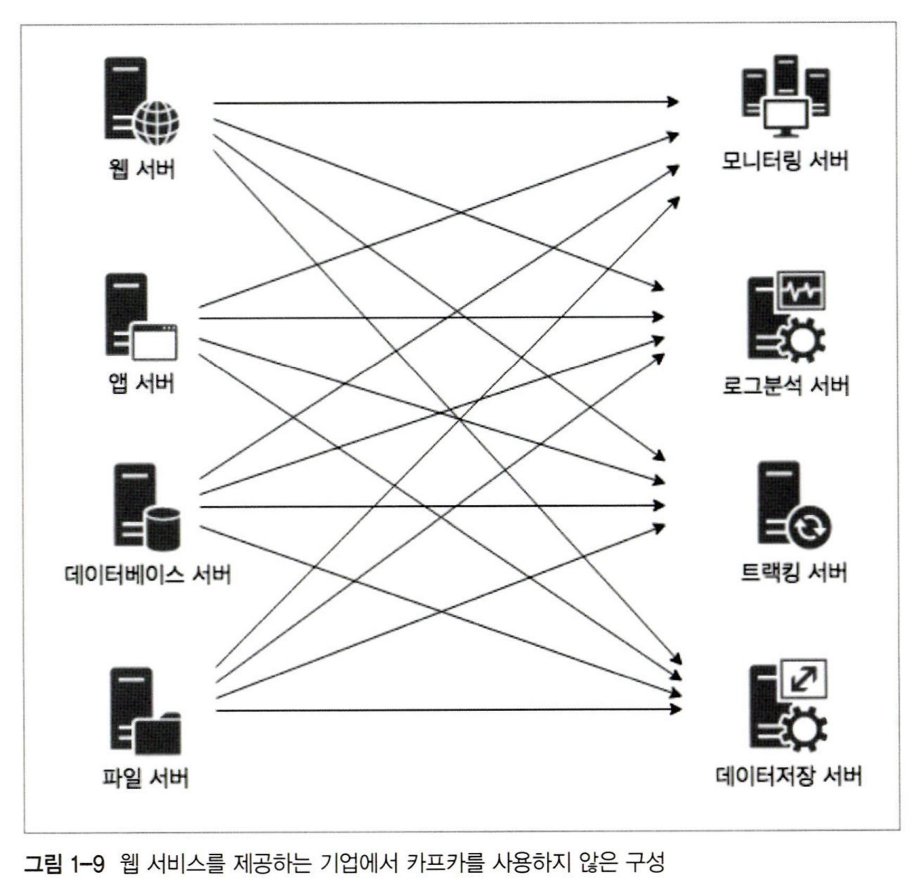 웹 서버
모니터링 서버
앱 서버
로그분석 서버
데이터베이스 서버
트랙킹 서버
파일 서버
데이터저장 서버
그림 1-9 웹 서비스를 제공하는 기업에서 카프카를 사용하지 않은 구성